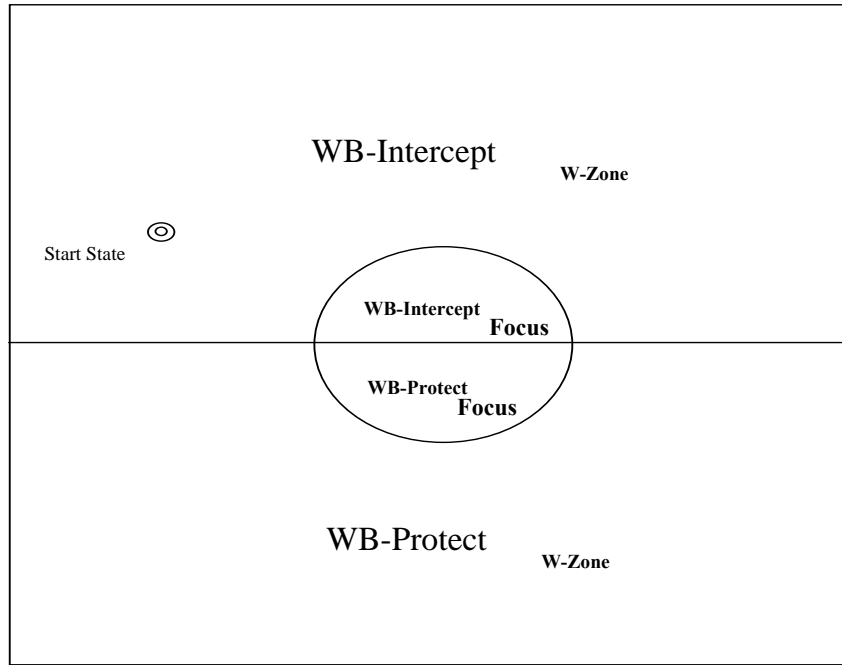 WB-Intercept
W-Zone
Start State
WB-Intercept
Focus
WB-Protect
Focus
WB-Protect
W-Zone